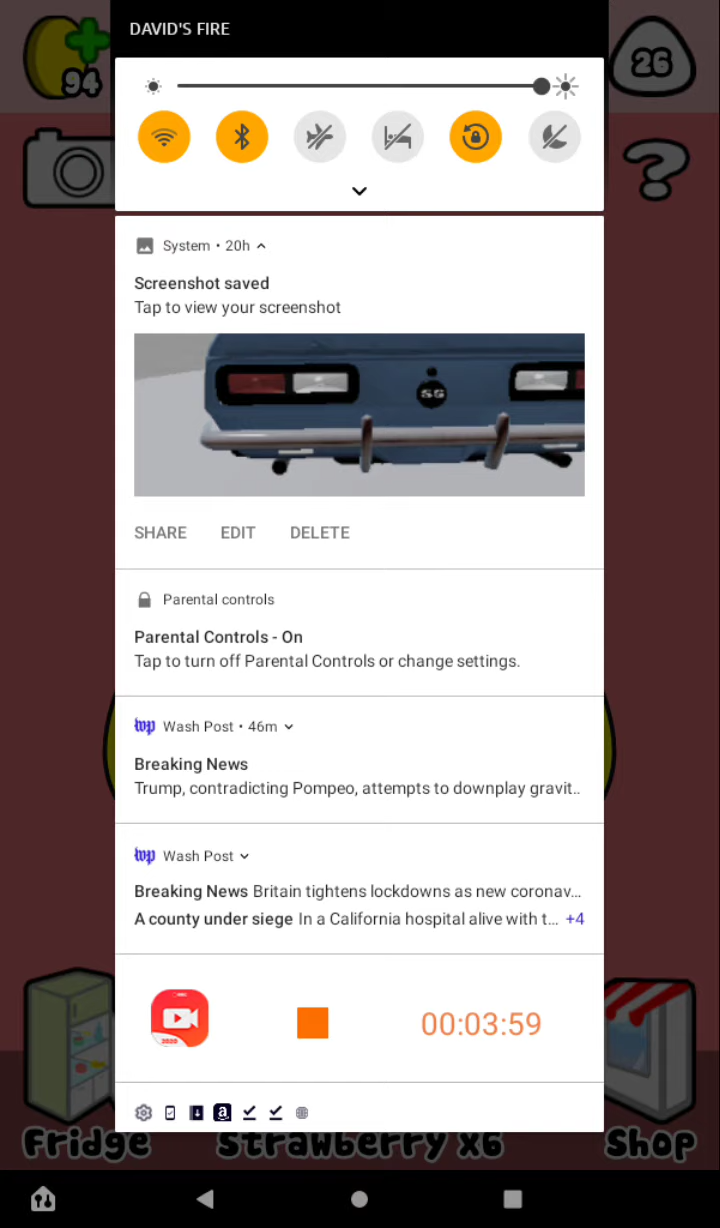 DAVID'S FIRE
94
26
System • 20h
Screenshot saved
Tap to view your screenshot
SS
SHARE EDIT DELETE
Parental controls
Parental Controls - On
Tap to turn off Parental Controls or change settings.
wp Wash Post • 46m
Breaking News
Trump, contradicting Pompeo, attempts to downplay gravit..
wp Wash Post
Breaking News Britain tightens lockdowns as new coronav...
A county under siege In a California hospital alive with t... +4
2020
00:03:59
Fridge Strawberry x6 Shop